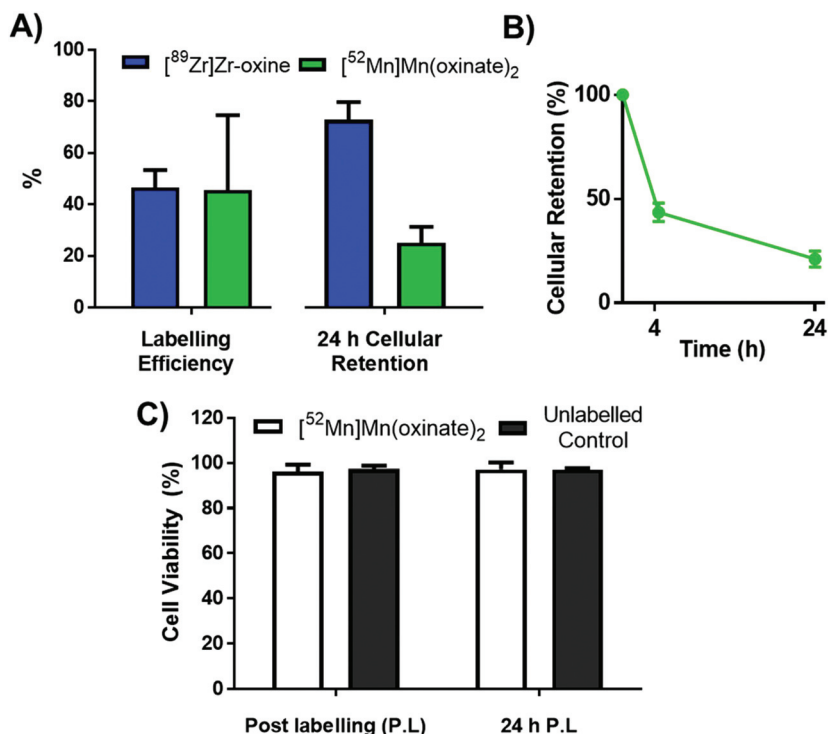 A)
[⁸⁹Zr]Zr-oxine [⁵²Mn]Mn(oxinate)₂
%
100
80
60
40
20
0
Labelling
Efficiency
24 h Cellular
Retention
B)
Cellular Retention (%)
100
50
0
4 24
Time (h)
C)
[⁵²Mn]Mn(oxinate)₂
Unlabelled
Control
Cell Viability (%)
120
100
80
60
40
20
0
Post labelling (P.L) 24 h P.L